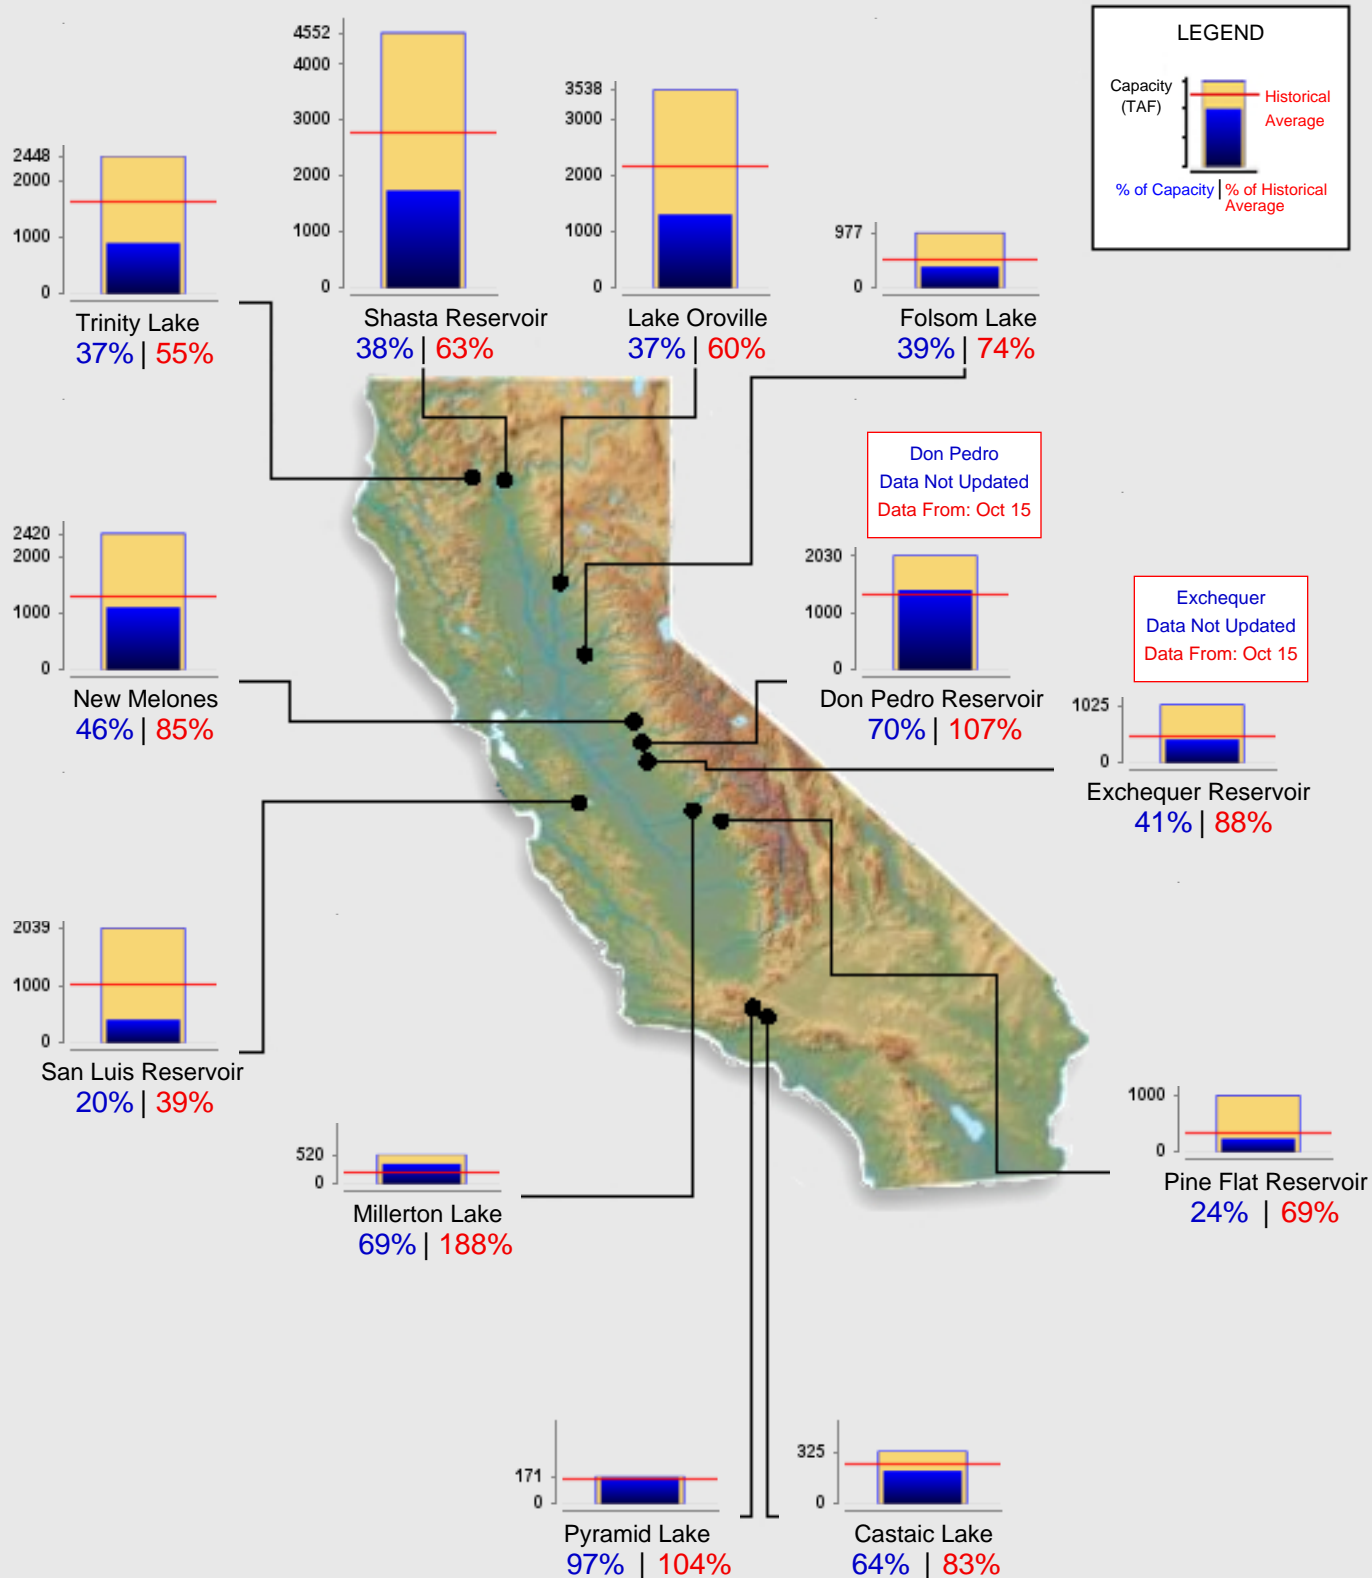 LEGEND
Capacity
(TAF)
Historical
Average
% of Capacity | % of Historical
Average
4552
4000
3000
2000
1000
0
Shasta Reservoir
38% | 63%
3538
3000
2000
1000
0
Lake Oroville
37% | 60%
2448
2000
1000
0
Trinity Lake
37% | 55%
977
0
Folsom Lake
39% | 74%
Don Pedro
Data Not Updated
Data From: Oct 15
2030
1000
0
Don Pedro Reservoir
70% | 107%
2420
2000
1000
0
New Melones
46% | 85%
Exchequer
Data Not Updated
Data From: Oct 15
1025
0
Exchequer Reservoir
41% | 88%
2039
1000
0
San Luis Reservoir
20% | 39%
520
0
Millerton Lake
69% | 188%
1000
0
Pine Flat Reservoir
24% | 69%
171
0
Pyramid Lake
97% | 104%
325
0
Castaic Lake
64% | 83%